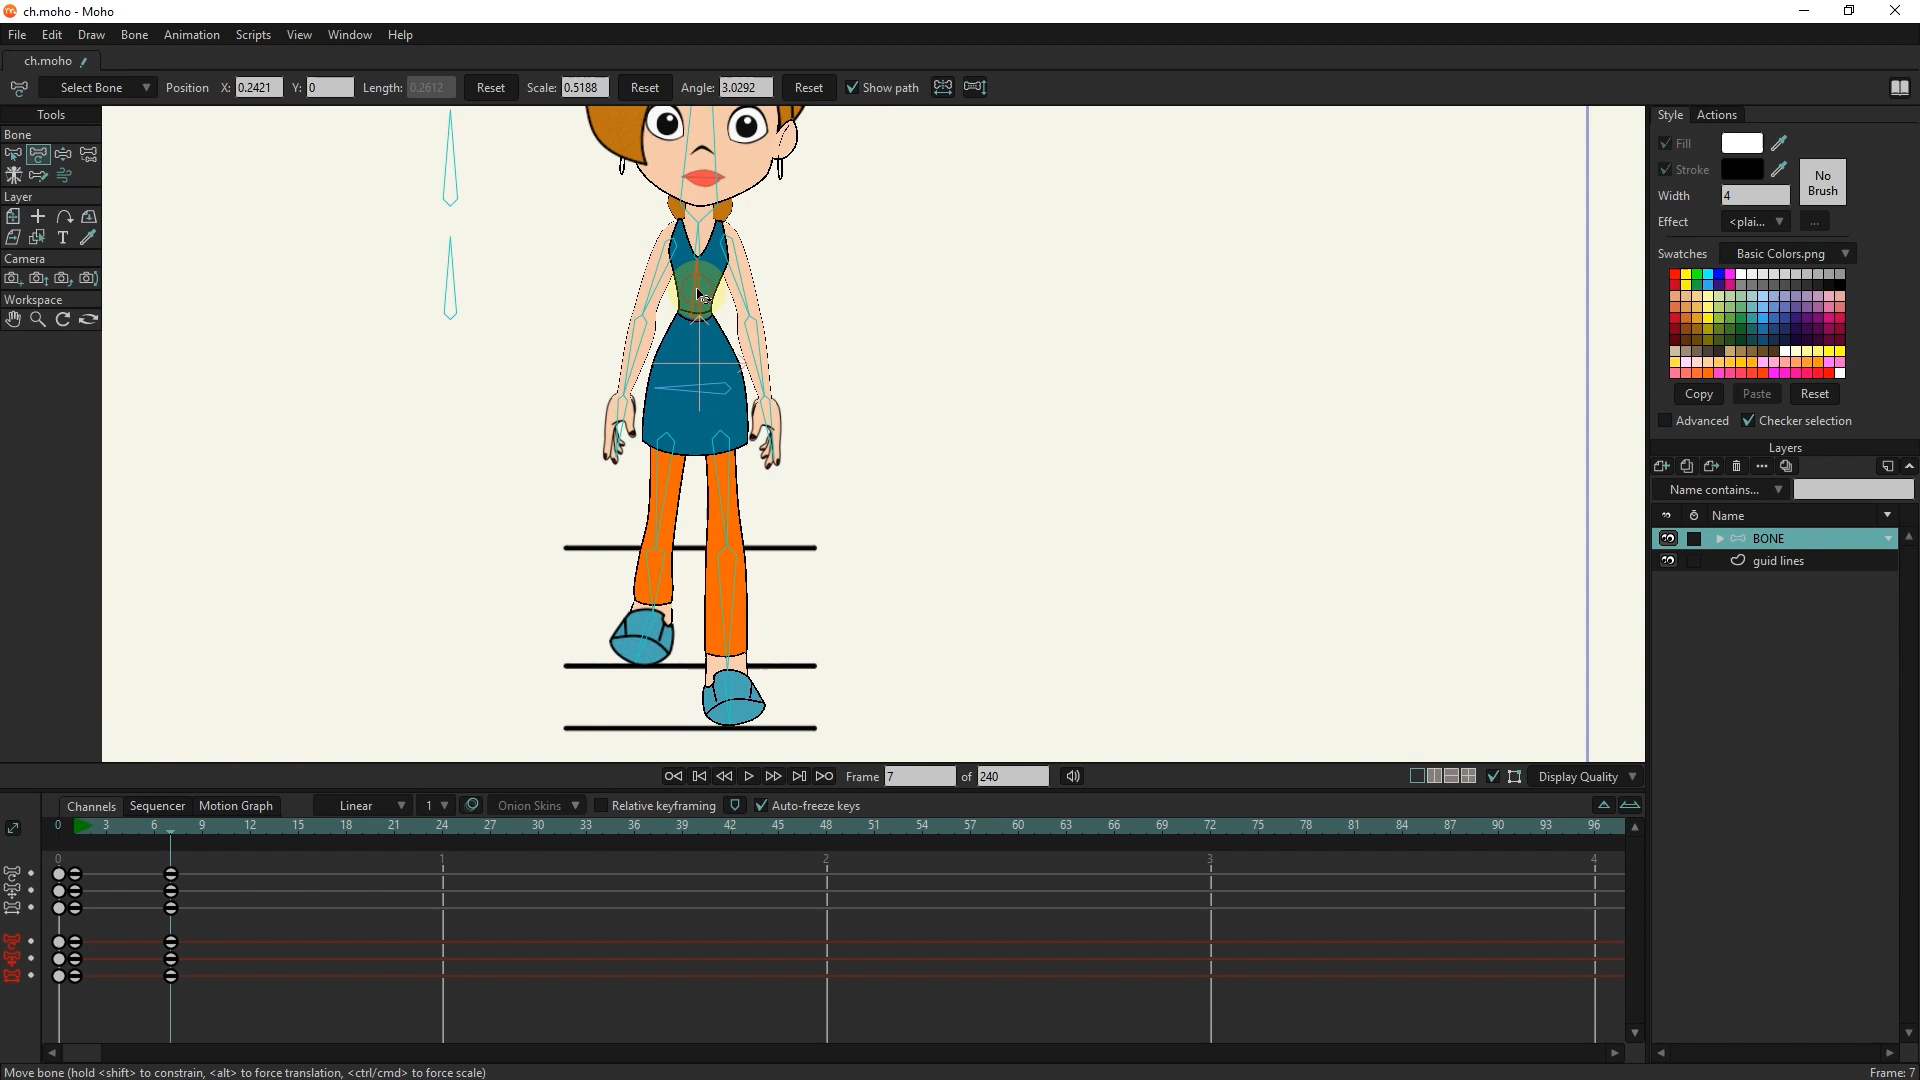 ch.moho - Moho
File Edit Draw Bone Animation Scripts View Window Help
ch.moho
Select Bone Position X: 0.2421 Y: 0 Length: 0.2612 Reset Scale: 0.5188 Reset Angle: 3.0292 Reset Show path
Tools
Bone
Layer
Camera
Workspace
Style Actions
Fill
Stroke
No Brush
Width 4
Effect <plai... ...
Swatches Basic Colors.png
Copy Paste Reset
Advanced Checker selection
Layers
Name contains...
Name
BONE
guid lines
Frame 7 of 240
Display Quality
Channels Sequencer Motion Graph Linear 1 Onion Skins Relative keyframing Auto-freeze keys
0 3 6 9 12 15 18 21 24 27 30 33 36 39 42 45 48 51 54 57 60 63 66 69 72 75 78 81 84 87 90 93 96
0 1 2 3 4
Move bone (hold <shift> to constrain, <alt> to force translation, <ctrl/cmd> to force scale)
Frame: 7